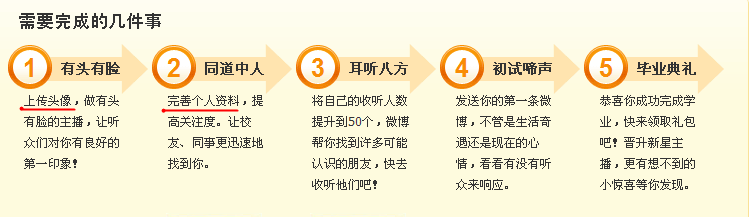 需要完成的几件事
1 有头有脸
上传头像，做有头
有脸的主播，让听
众们对你有良好的
第一印象！
2 同道中人
完善个人资料，提
高关注度。让校
友、同事更迅速地
找到你。
3 耳听八方
将自己的收听人数
提升到50个，微博
帮你找到许多可能
认识的朋友，快去
收听他们吧！
4 初试啼声
发送你的第一条微
博，不管是生活奇
遇还是现在的心
情，看看有没有听
众来响应。
5 毕业典礼
恭喜你成功完成学
业，快来领取礼包
吧！晋升新星主
播，更有想不到的
小惊喜等你发现。